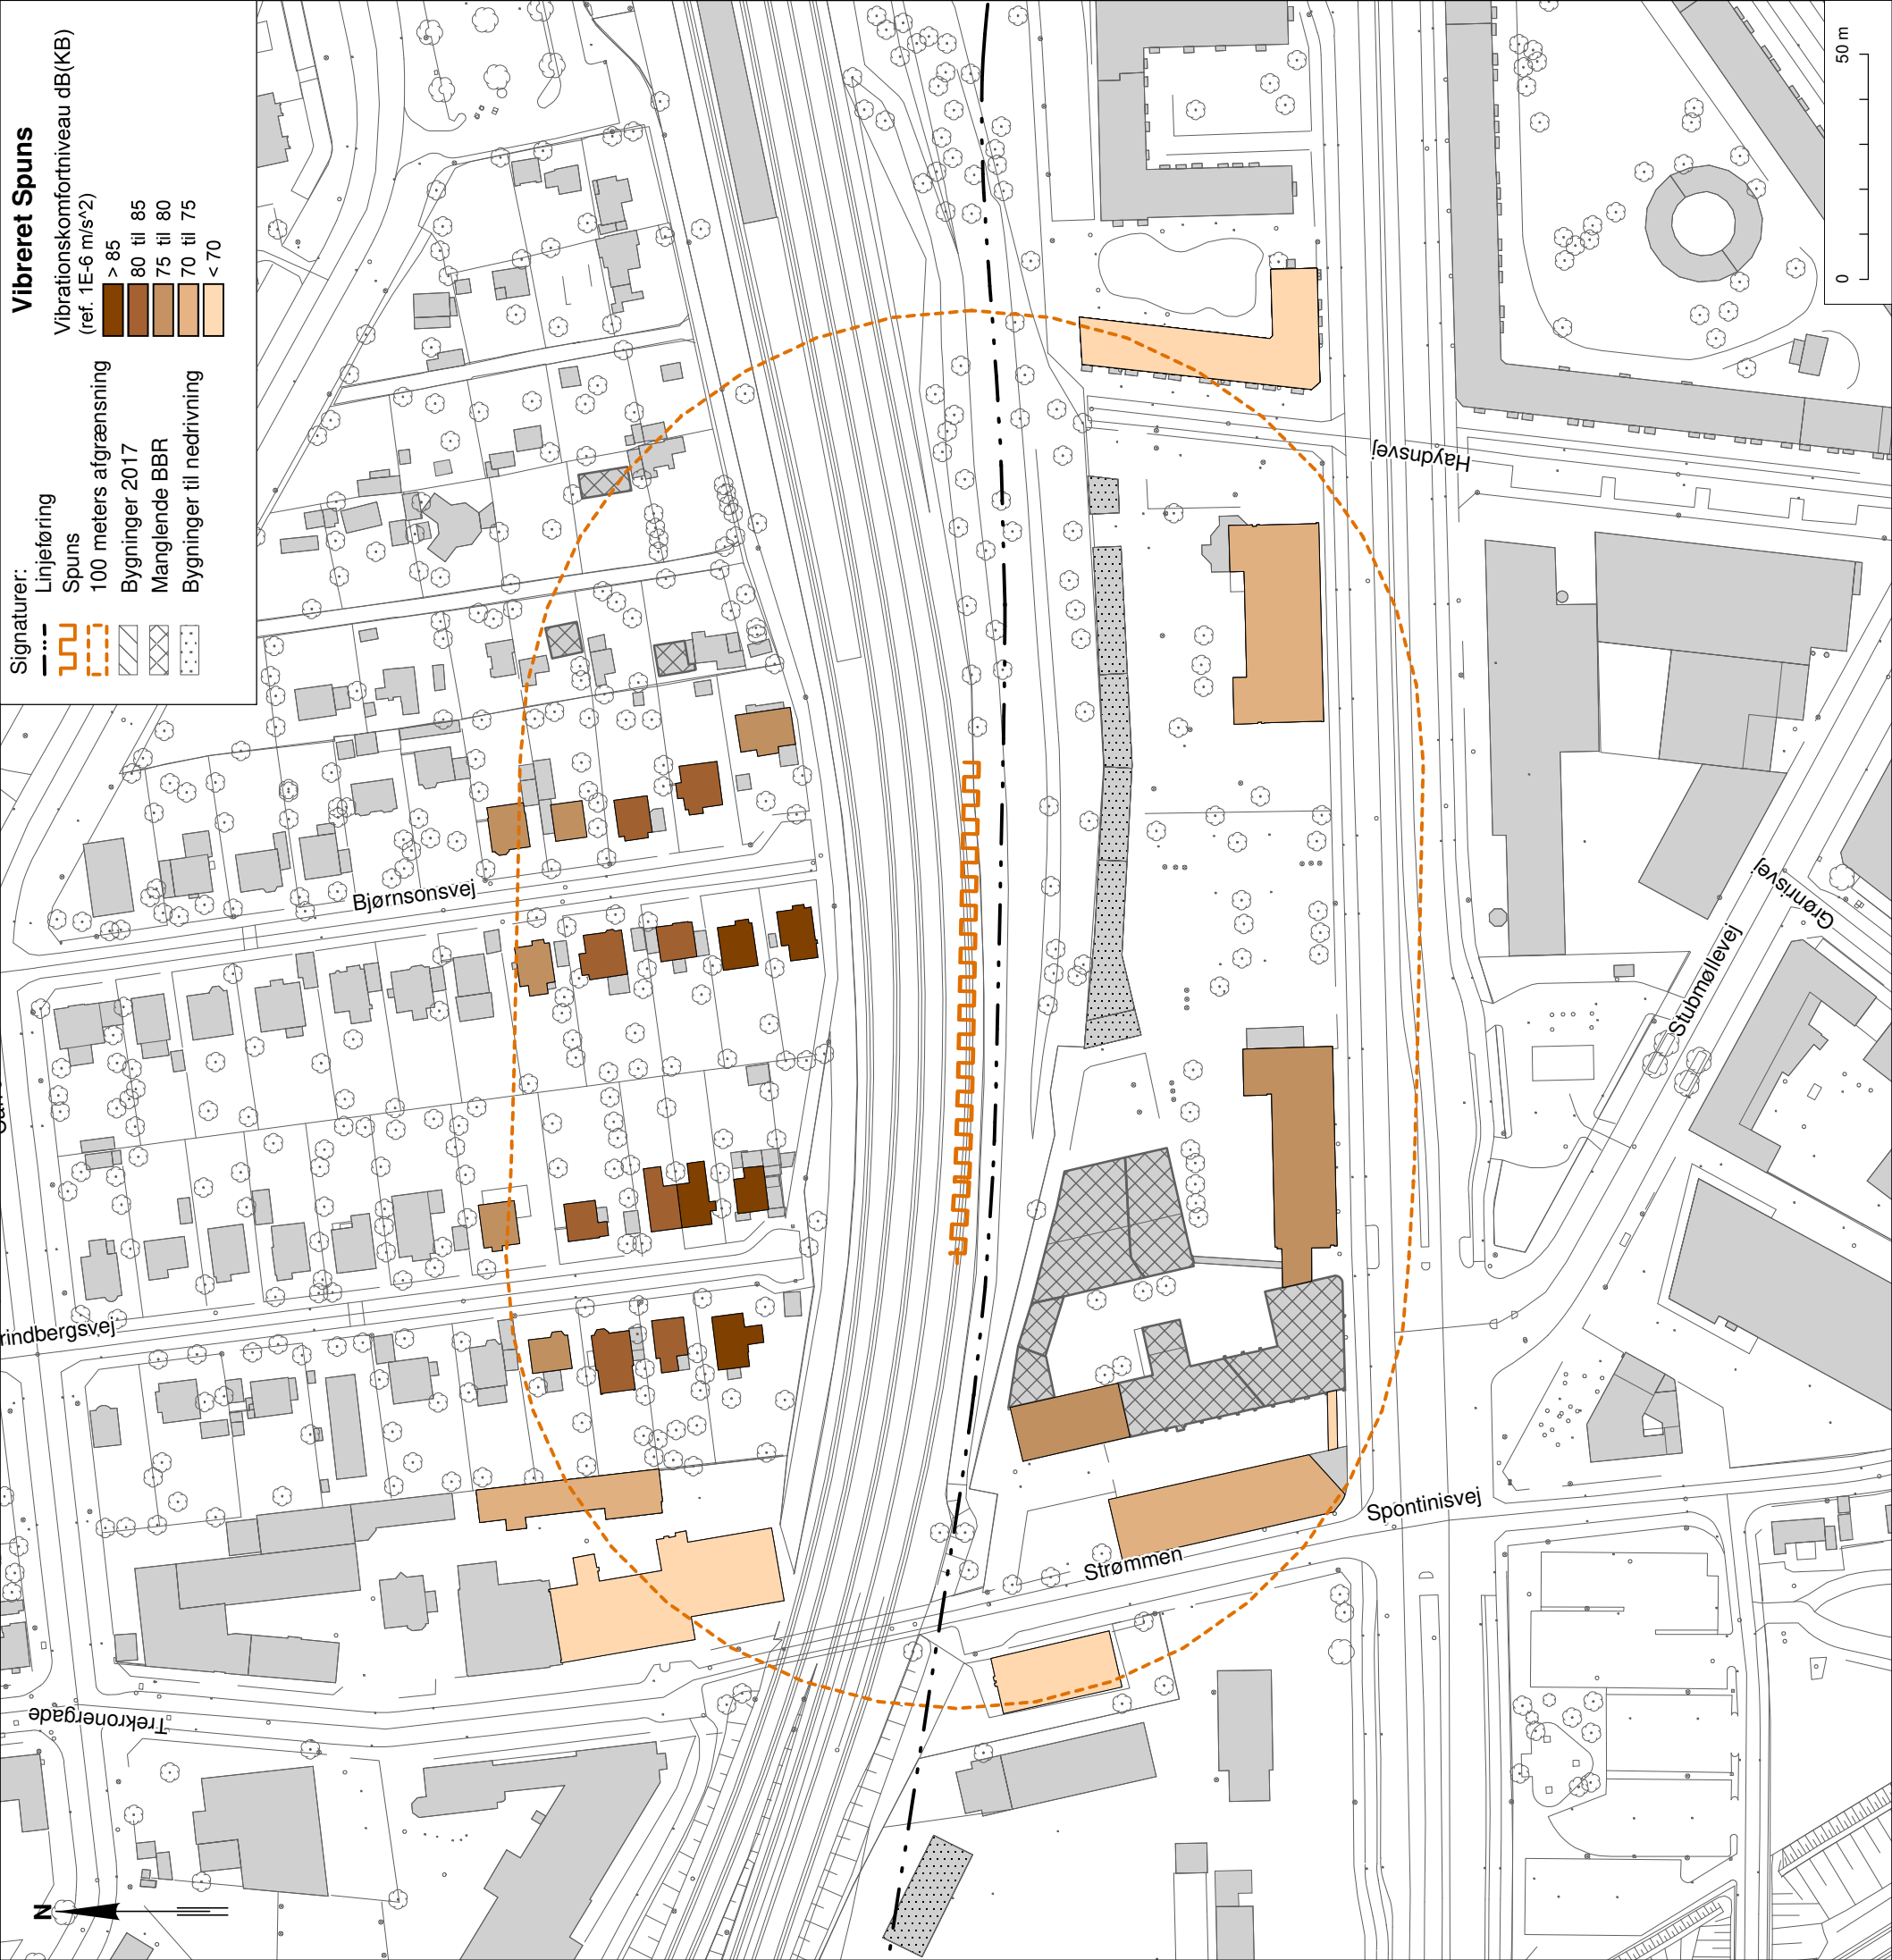 Vibreret Spuns
Vibrationskomfortniveau dB(KB)
(ref. 1E-6 m/s^2)
> 85
80 til 85
75 til 80
70 til 75
< 70
Signaturer:
Linjeføring
Spuns
100 meters afgrænsning
Bygninger 2017
Manglende BBR
Bygninger til nedrivning
0
50 m
Haydnsvej
Bjørnsonsvej
Grønrisvej
Stubmøllevej
rindbergsvej
Spontinisvej
Strømmen
Trekronergade
N